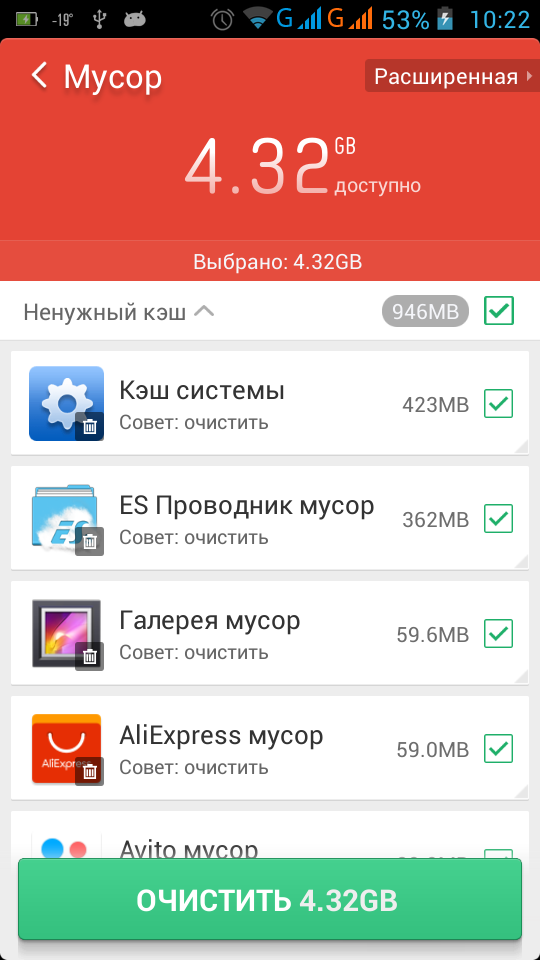 -19° G G 53% 10:22
Мусор
Расширенная
4.32 GB
доступно
Выбрано: 4.32GB
Ненужный кэш 946MB
Кэш системы
Совет: очистить
423MB
ES Проводник мусор
Совет: очистить
362MB
ES
Галерея мусор
Совет: очистить
59.6MB
AliExpress мусор
Совет: очистить
59.0MB
AliExpress
Avito мусор
ОЧИСТИТЬ 4.32GB